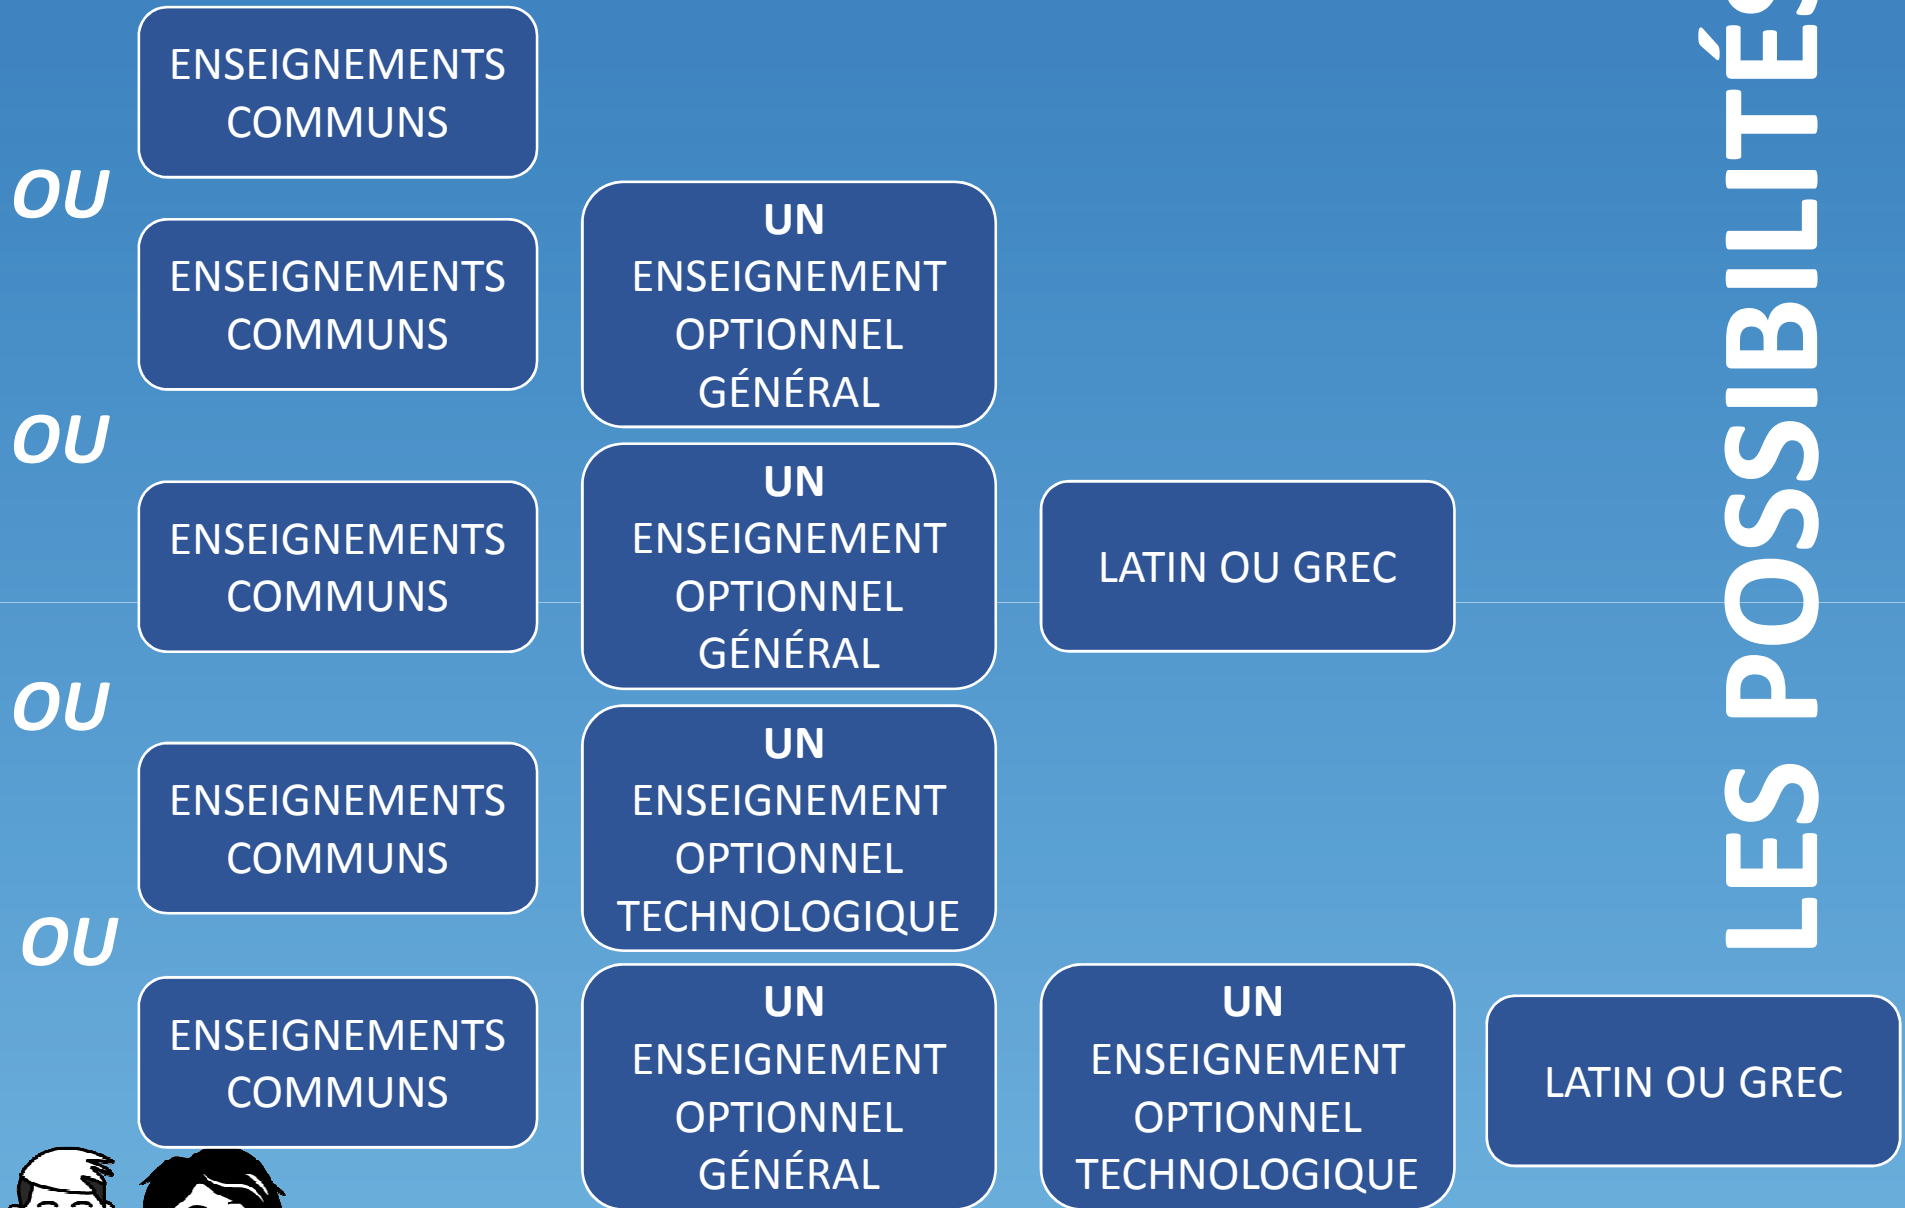 ENSEIGNEMENTS
COMMUNS
OU
ENSEIGNEMENTS
COMMUNS
UN
ENSEIGNEMENT
OPTIONNEL
GÉNÉRAL
OU
ENSEIGNEMENTS
COMMUNS
UN
ENSEIGNEMENT
OPTIONNEL
GÉNÉRAL
LATIN OU GREC
OU
ENSEIGNEMENTS
COMMUNS
UN
ENSEIGNEMENT
OPTIONNEL
TECHNOLOGIQUE
OU
ENSEIGNEMENTS
COMMUNS
UN
ENSEIGNEMENT
OPTIONNEL
GÉNÉRAL
UN
ENSEIGNEMENT
OPTIONNEL
TECHNOLOGIQUE
LATIN OU GREC
LES POSSIBILITÉS